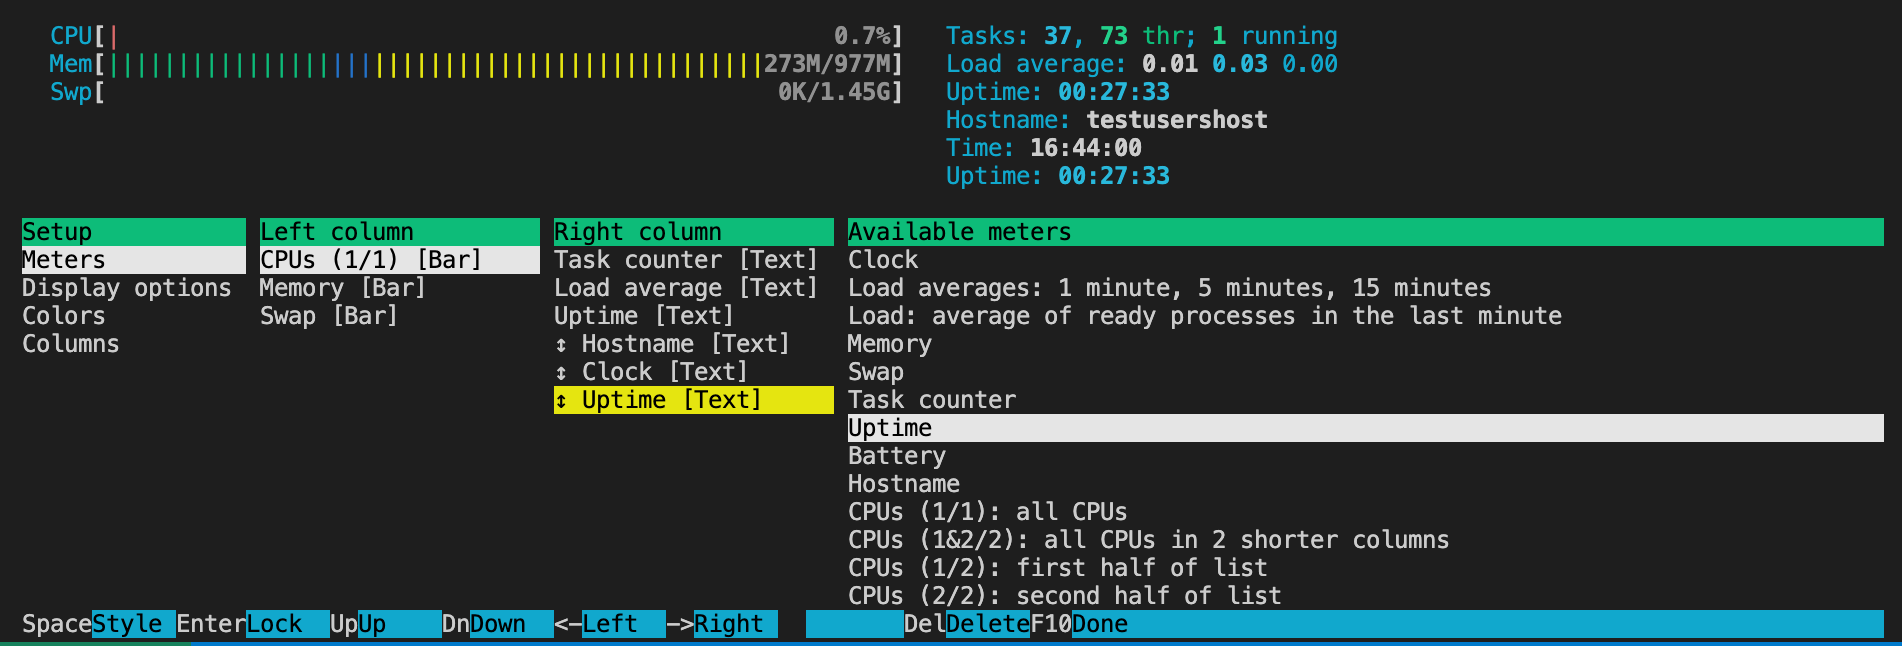 CPU[| 0.7%]
Mem[||||||||||||||||||||||||||||||||||||||||||||||||273M/977M]
Swp[ 0K/1.45G]
Tasks: 37, 73 thr; 1 running
Load average: 0.01 0.03 0.00
Uptime: 00:27:33
Hostname: testusershost
Time: 16:44:00
Uptime: 00:27:33
Setup
Meters
Display options
Colors
Columns
Left column
CPUs (1/1) [Bar]
Memory [Bar]
Swap [Bar]
Right column
Task counter [Text]
Load average [Text]
Uptime [Text]
↕ Hostname [Text]
↕ Clock [Text]
↕ Uptime [Text]
Available meters
Clock
Load averages: 1 minute, 5 minutes, 15 minutes
Load: average of ready processes in the last minute
Memory
Swap
Task counter
Uptime
Battery
Hostname
CPUs (1/1): all CPUs
CPUs (1&2/2): all CPUs in 2 shorter columns
CPUs (1/2): first half of list
CPUs (2/2): second half of list
SpaceStyle EnterLock UpUp DnDown <-Left ->Right DelDeleteF10Done